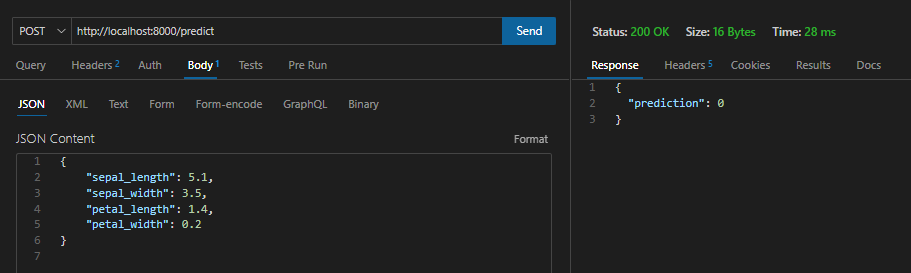 POST http://localhost:8000/predict Send
Query Headers 2 Auth Body 1 Tests Pre Run
JSON XML Text Form Form-encode GraphQL Binary
JSON Content Format
1 {
2 "sepal_length": 5.1,
3 "sepal_width": 3.5,
4 "petal_length": 1.4,
5 "petal_width": 0.2
6 }
7
Status: 200 OK Size: 16 Bytes Time: 28 ms
Response Headers 5 Cookies Results Docs
1 {
2 "prediction": 0
3 }